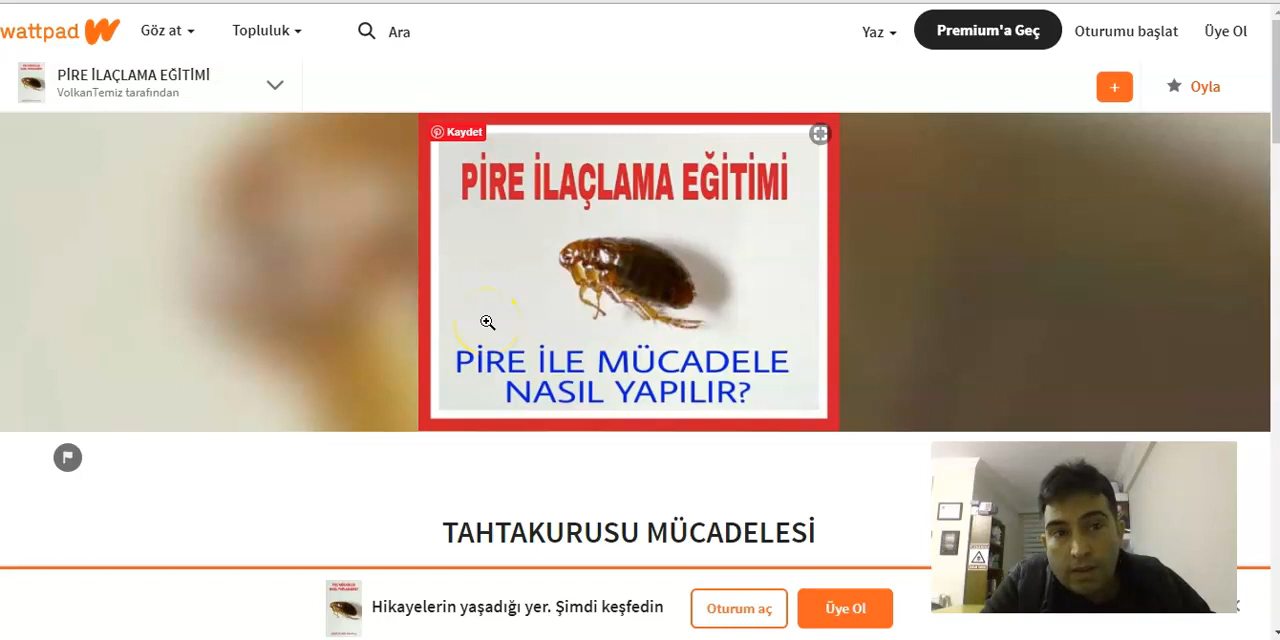 wattpad
Göz at
Topluluk
Ara
Yaz
Premium'a Geç
Oturumu başlat
Üye Ol
PİRE İLAÇLAMA EĞİTİMİ
VolkanTemiz tarafından
+
Oyla
Kaydet
PİRE İLAÇLAMA EĞİTİMİ
PİRE İLE MÜCADELE
NASIL YAPILIR?
TAHTAKURUSU MÜCADELESİ
Hikayelerin yaşadığı yer. Şimdi keşfedin
Oturum aç
Üye Ol